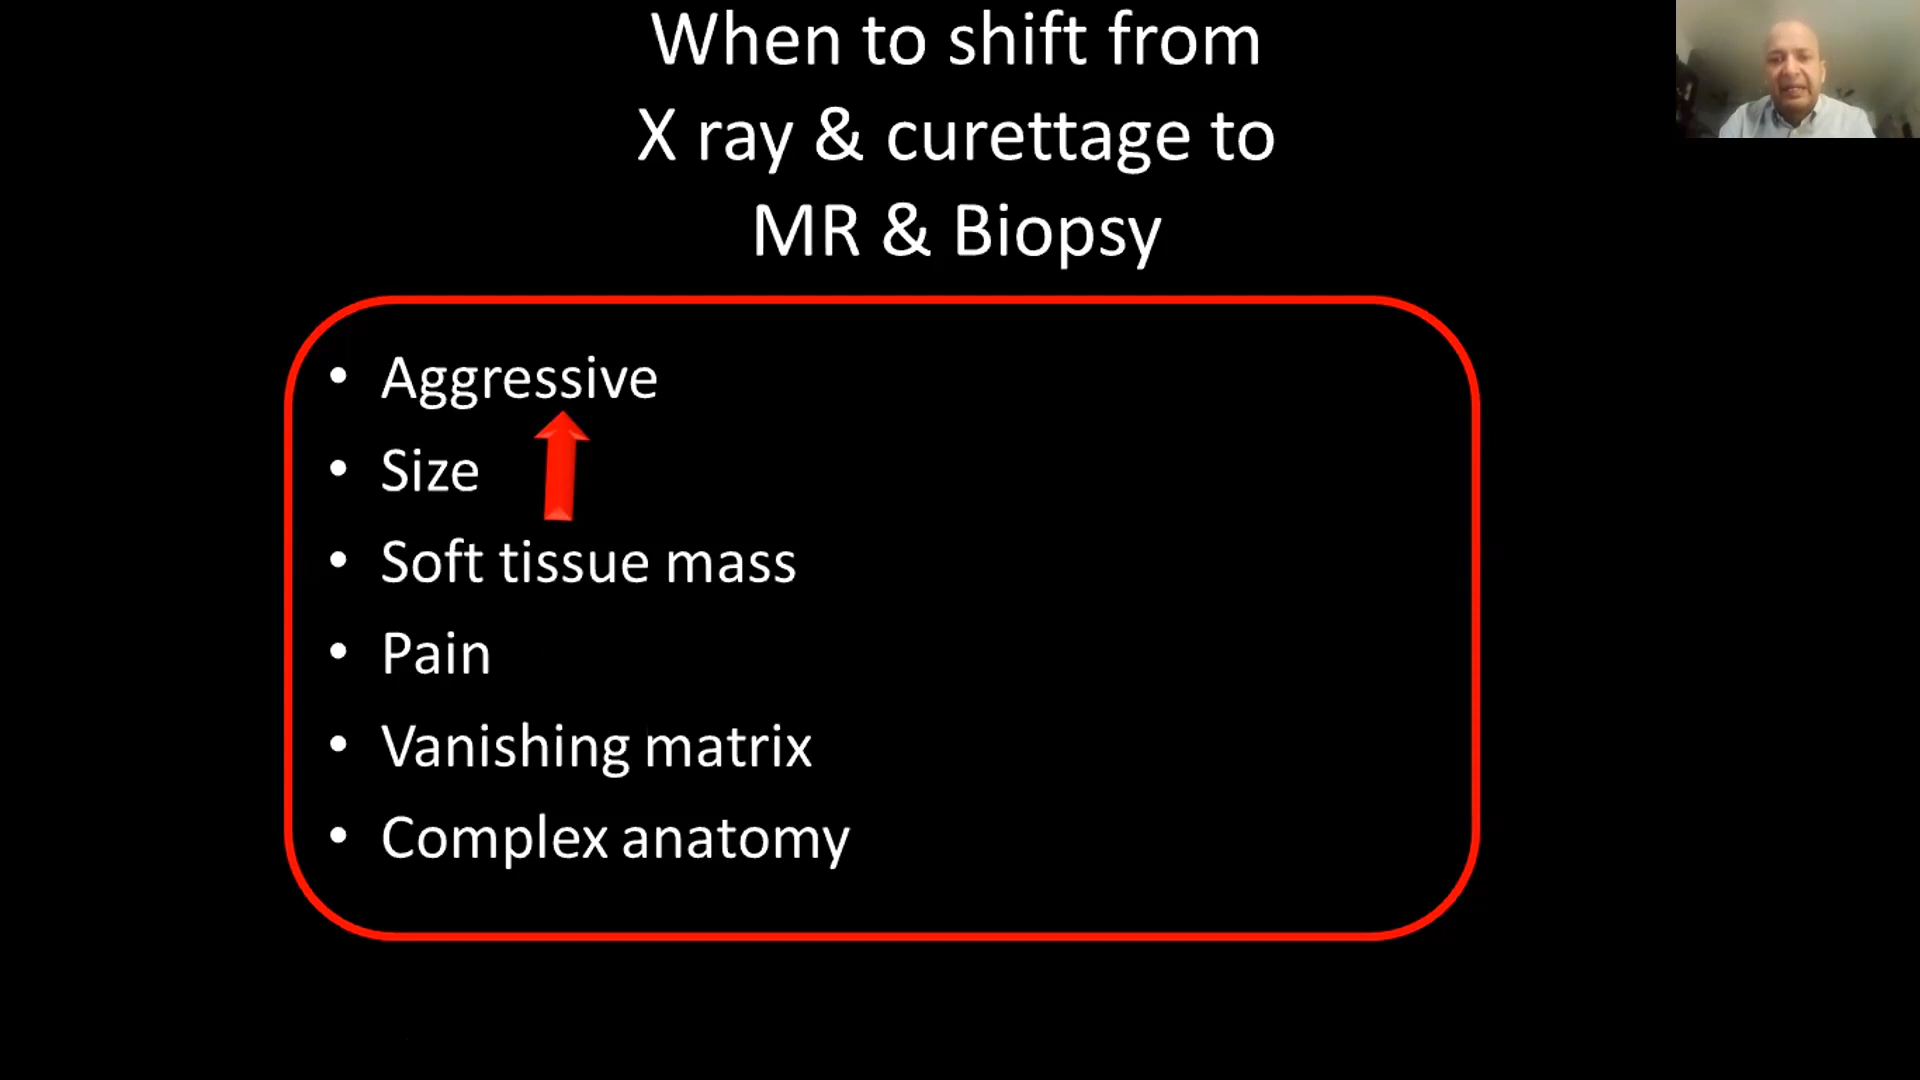 When to shift from
X ray & curettage to
MR & Biopsy
• Aggressive
• Size
• Soft tissue mass
• Pain
• Vanishing matrix
• Complex anatomy